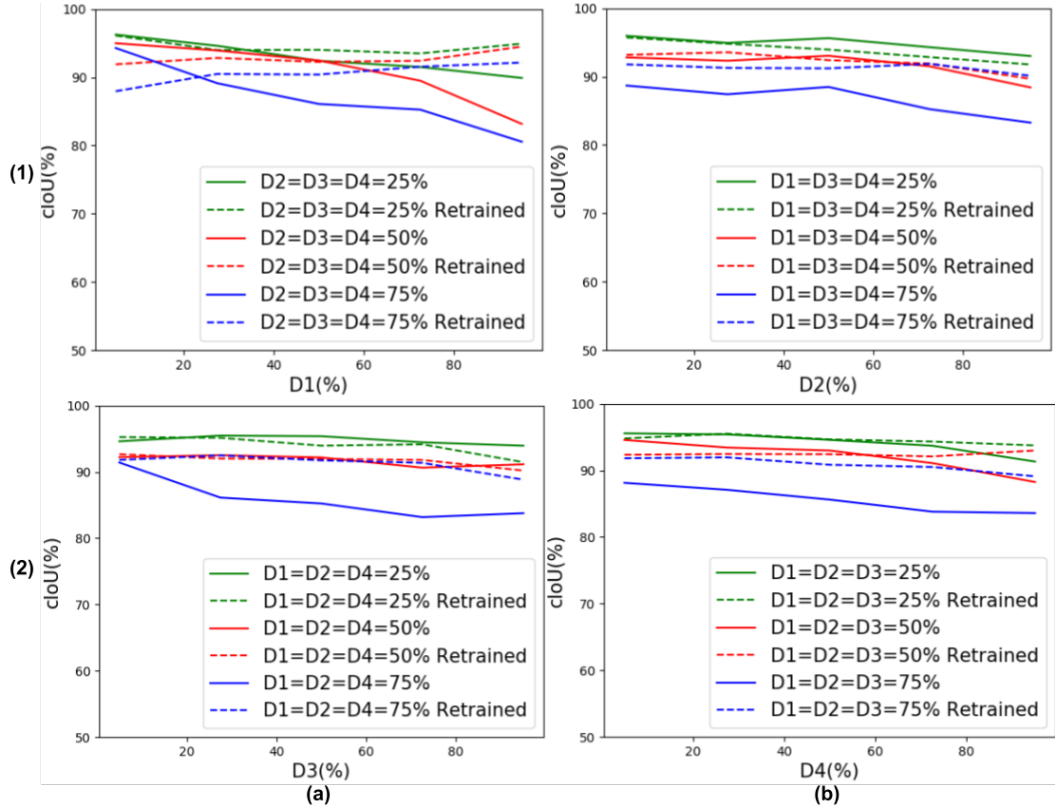 100
90
80
70
60
50
cIoU(%)
D2=D3=D4=25%
D2=D3=D4=25% Retrained
D2=D3=D4=50%
D2=D3=D4=50% Retrained
D2=D3=D4=75%
D2=D3=D4=75% Retrained
20
40
60
80
D1(%)
100
90
80
70
60
50
cIoU(%)
D1=D3=D4=25%
D1=D3=D4=25% Retrained
D1=D3=D4=50%
D1=D3=D4=50% Retrained
D1=D3=D4=75%
D1=D3=D4=75% Retrained
20
40
60
80
D2(%)
(1)
100
90
80
70
60
50
cIoU(%)
D1=D2=D4=25%
D1=D2=D4=25% Retrained
D1=D2=D4=50%
D1=D2=D4=50% Retrained
D1=D2=D4=75%
D1=D2=D4=75% Retrained
20
40
60
80
D3(%)
100
90
80
70
60
50
cIoU(%)
D1=D2=D3=25%
D1=D2=D3=25% Retrained
D1=D2=D3=50%
D1=D2=D3=50% Retrained
D1=D2=D3=75%
D1=D2=D3=75% Retrained
20
40
60
80
D4(%)
(2)
(a)
(b)